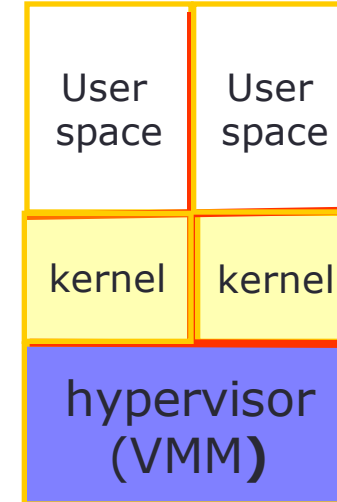 User
space
User
space
kernel
kernel
hypervisor
(VMM)